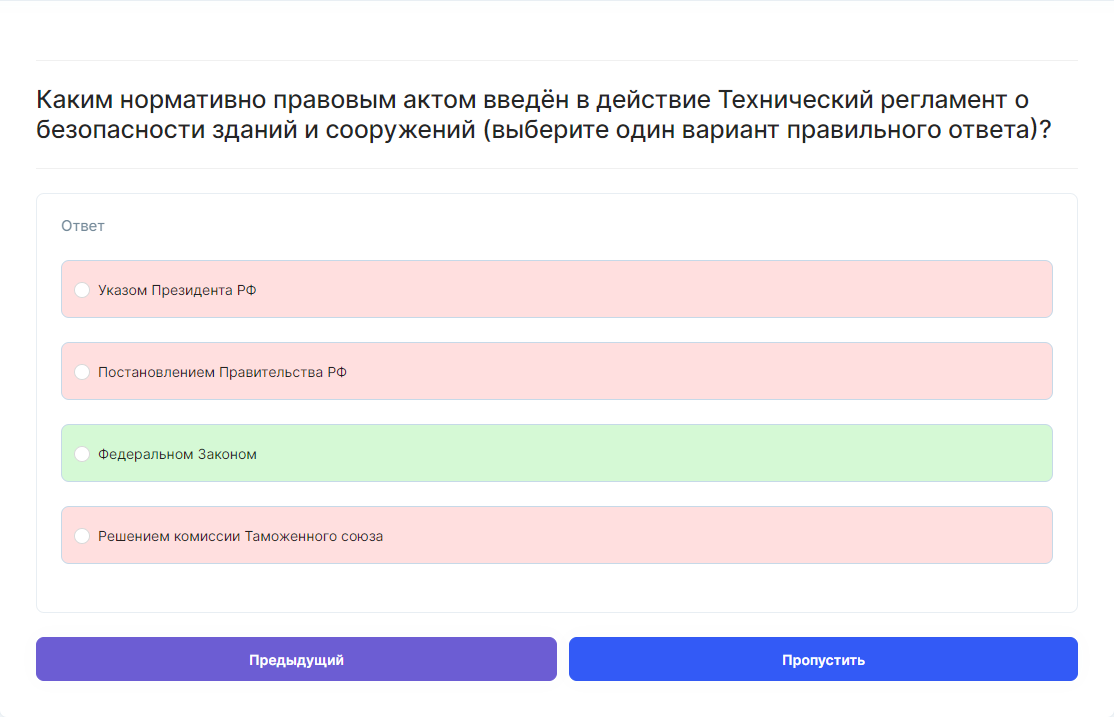 Каким нормативно правовым актом введён в действие Технический регламент о
безопасности зданий и сооружений (выберите один вариант правильного ответа)?
Ответ
Указом Президента РФ
Постановлением Правительства РФ
Федеральном Законом
Решением комиссии Таможенного союза
Предыдущий
Пропустить